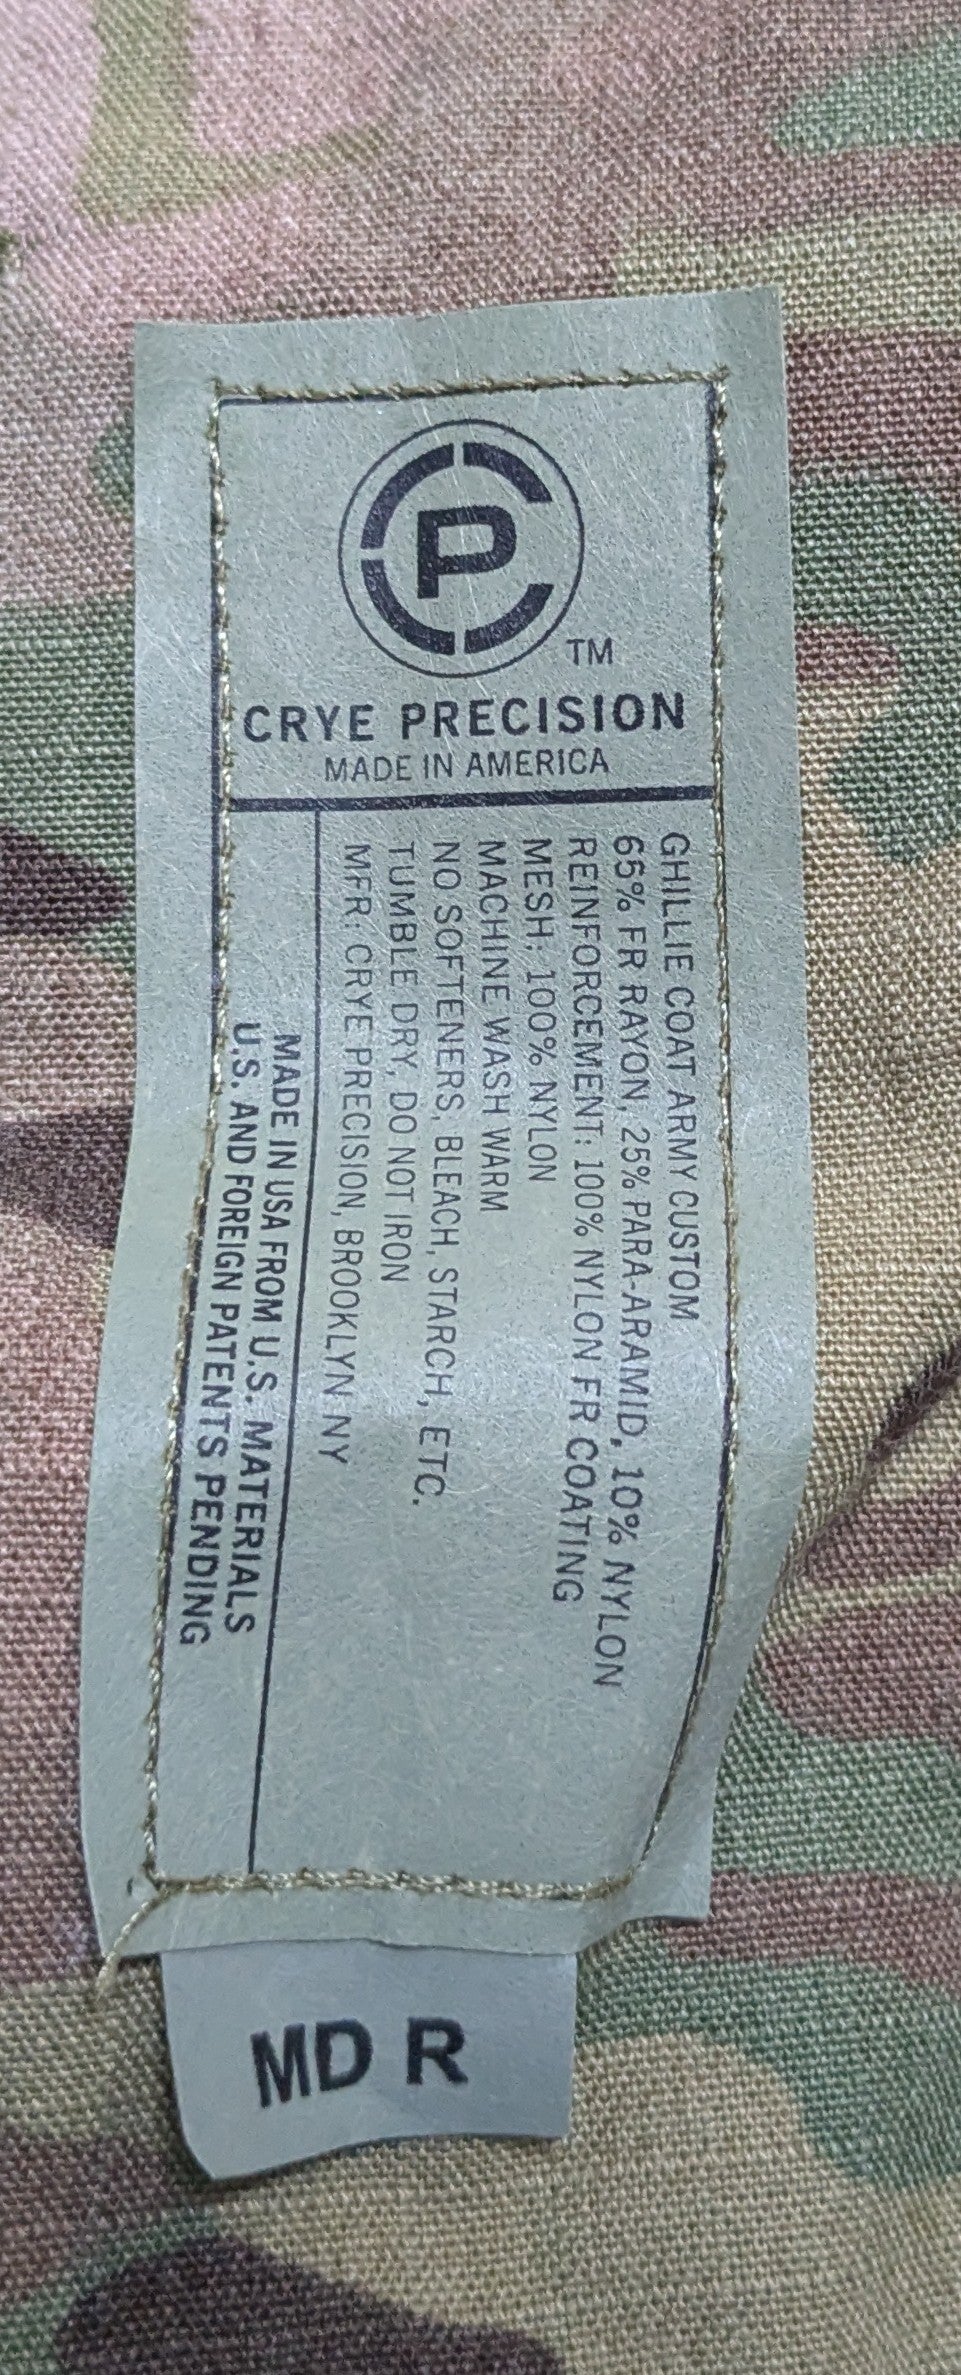 CP
TM
CRYE PRECISION
MADE IN AMERICA
GHILLIE COAT ARMY CUSTOM
65% FR RAYON, 25% PARA-ARAMID, 10% NYLON
REINFORCEMENT: 100% NYLON FR COATING
MESH: 100% NYLON
MACHINE WASH WARM
NO SOFTENERS, BLEACH, STARCH, ETC.
TUMBLE DRY, DO NOT IRON
MFR: CRYE PRECISION, BROOKLYN NY
MADE IN USA FROM U.S. MATERIALS
U.S. AND FOREIGN PATENTS PENDING
MD R